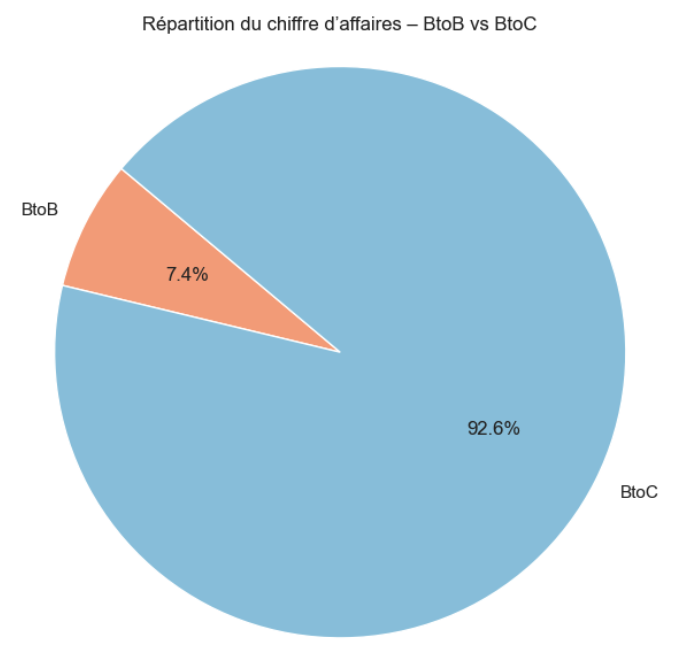 Répartition du chiffre d’affaires – BtoB vs BtoC
BtoB
7.4%
92.6%
BtoC